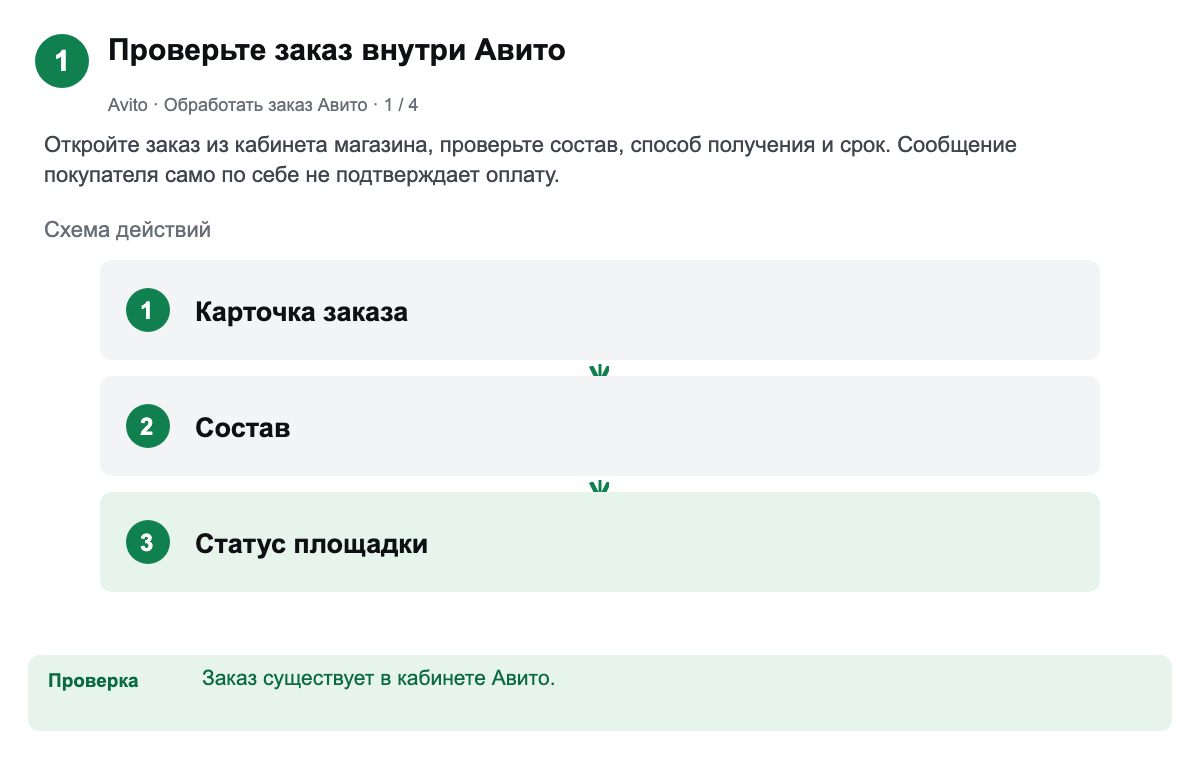 1
Проверьте заказ внутри Авито
Avito · Обработать заказ Авито · 1 / 4
Откройте заказ из кабинета магазина, проверьте состав, способ получения и срок. Сообщение
покупателя само по себе не подтверждает оплату.
Схема действий
1 Карточка заказа
2 Состав
3 Статус площадки
Проверка Заказ существует в кабинете Авито.